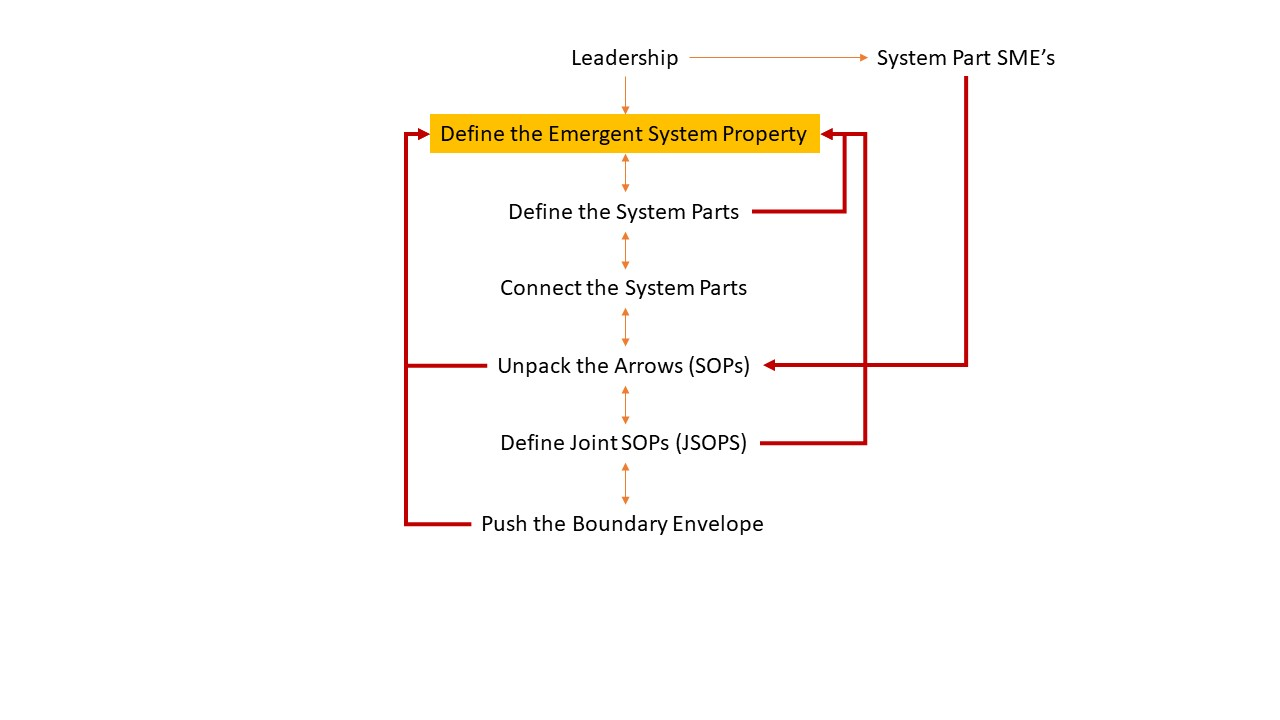 Leadership
System Part SME’s
Define the Emergent System Property
Define the System Parts
Connect the System Parts
Unpack the Arrows (SOPs)
Define Joint SOPs (JSOPS)
Push the Boundary Envelope